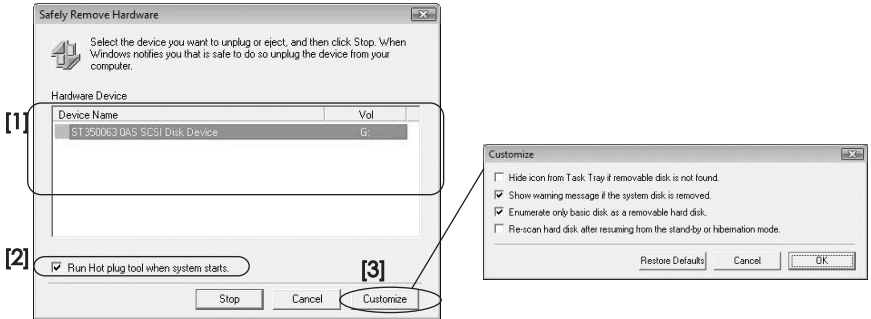 Safely Remove Hardware
Select the device you want to unplug or eject, and then click Stop. When
Windows notifies you that is safe to do so unplug the device from your
computer.
Hardware Device
[1]
Device Name Vol
ST350063 0AS SCSI Disk Device G:
[2]
Run Hot plug tool when system starts.
[3]
Stop Cancel Customize
Customize
Hide icon from Task Tray if removable disk is not found.
Show warning message if the system disk is removed.
Enumerate only basic disk as a removable hard disk.
Re-scan hard disk after resuming from the stand-by or hibernation mode.
Restore Defaults Cancel OK